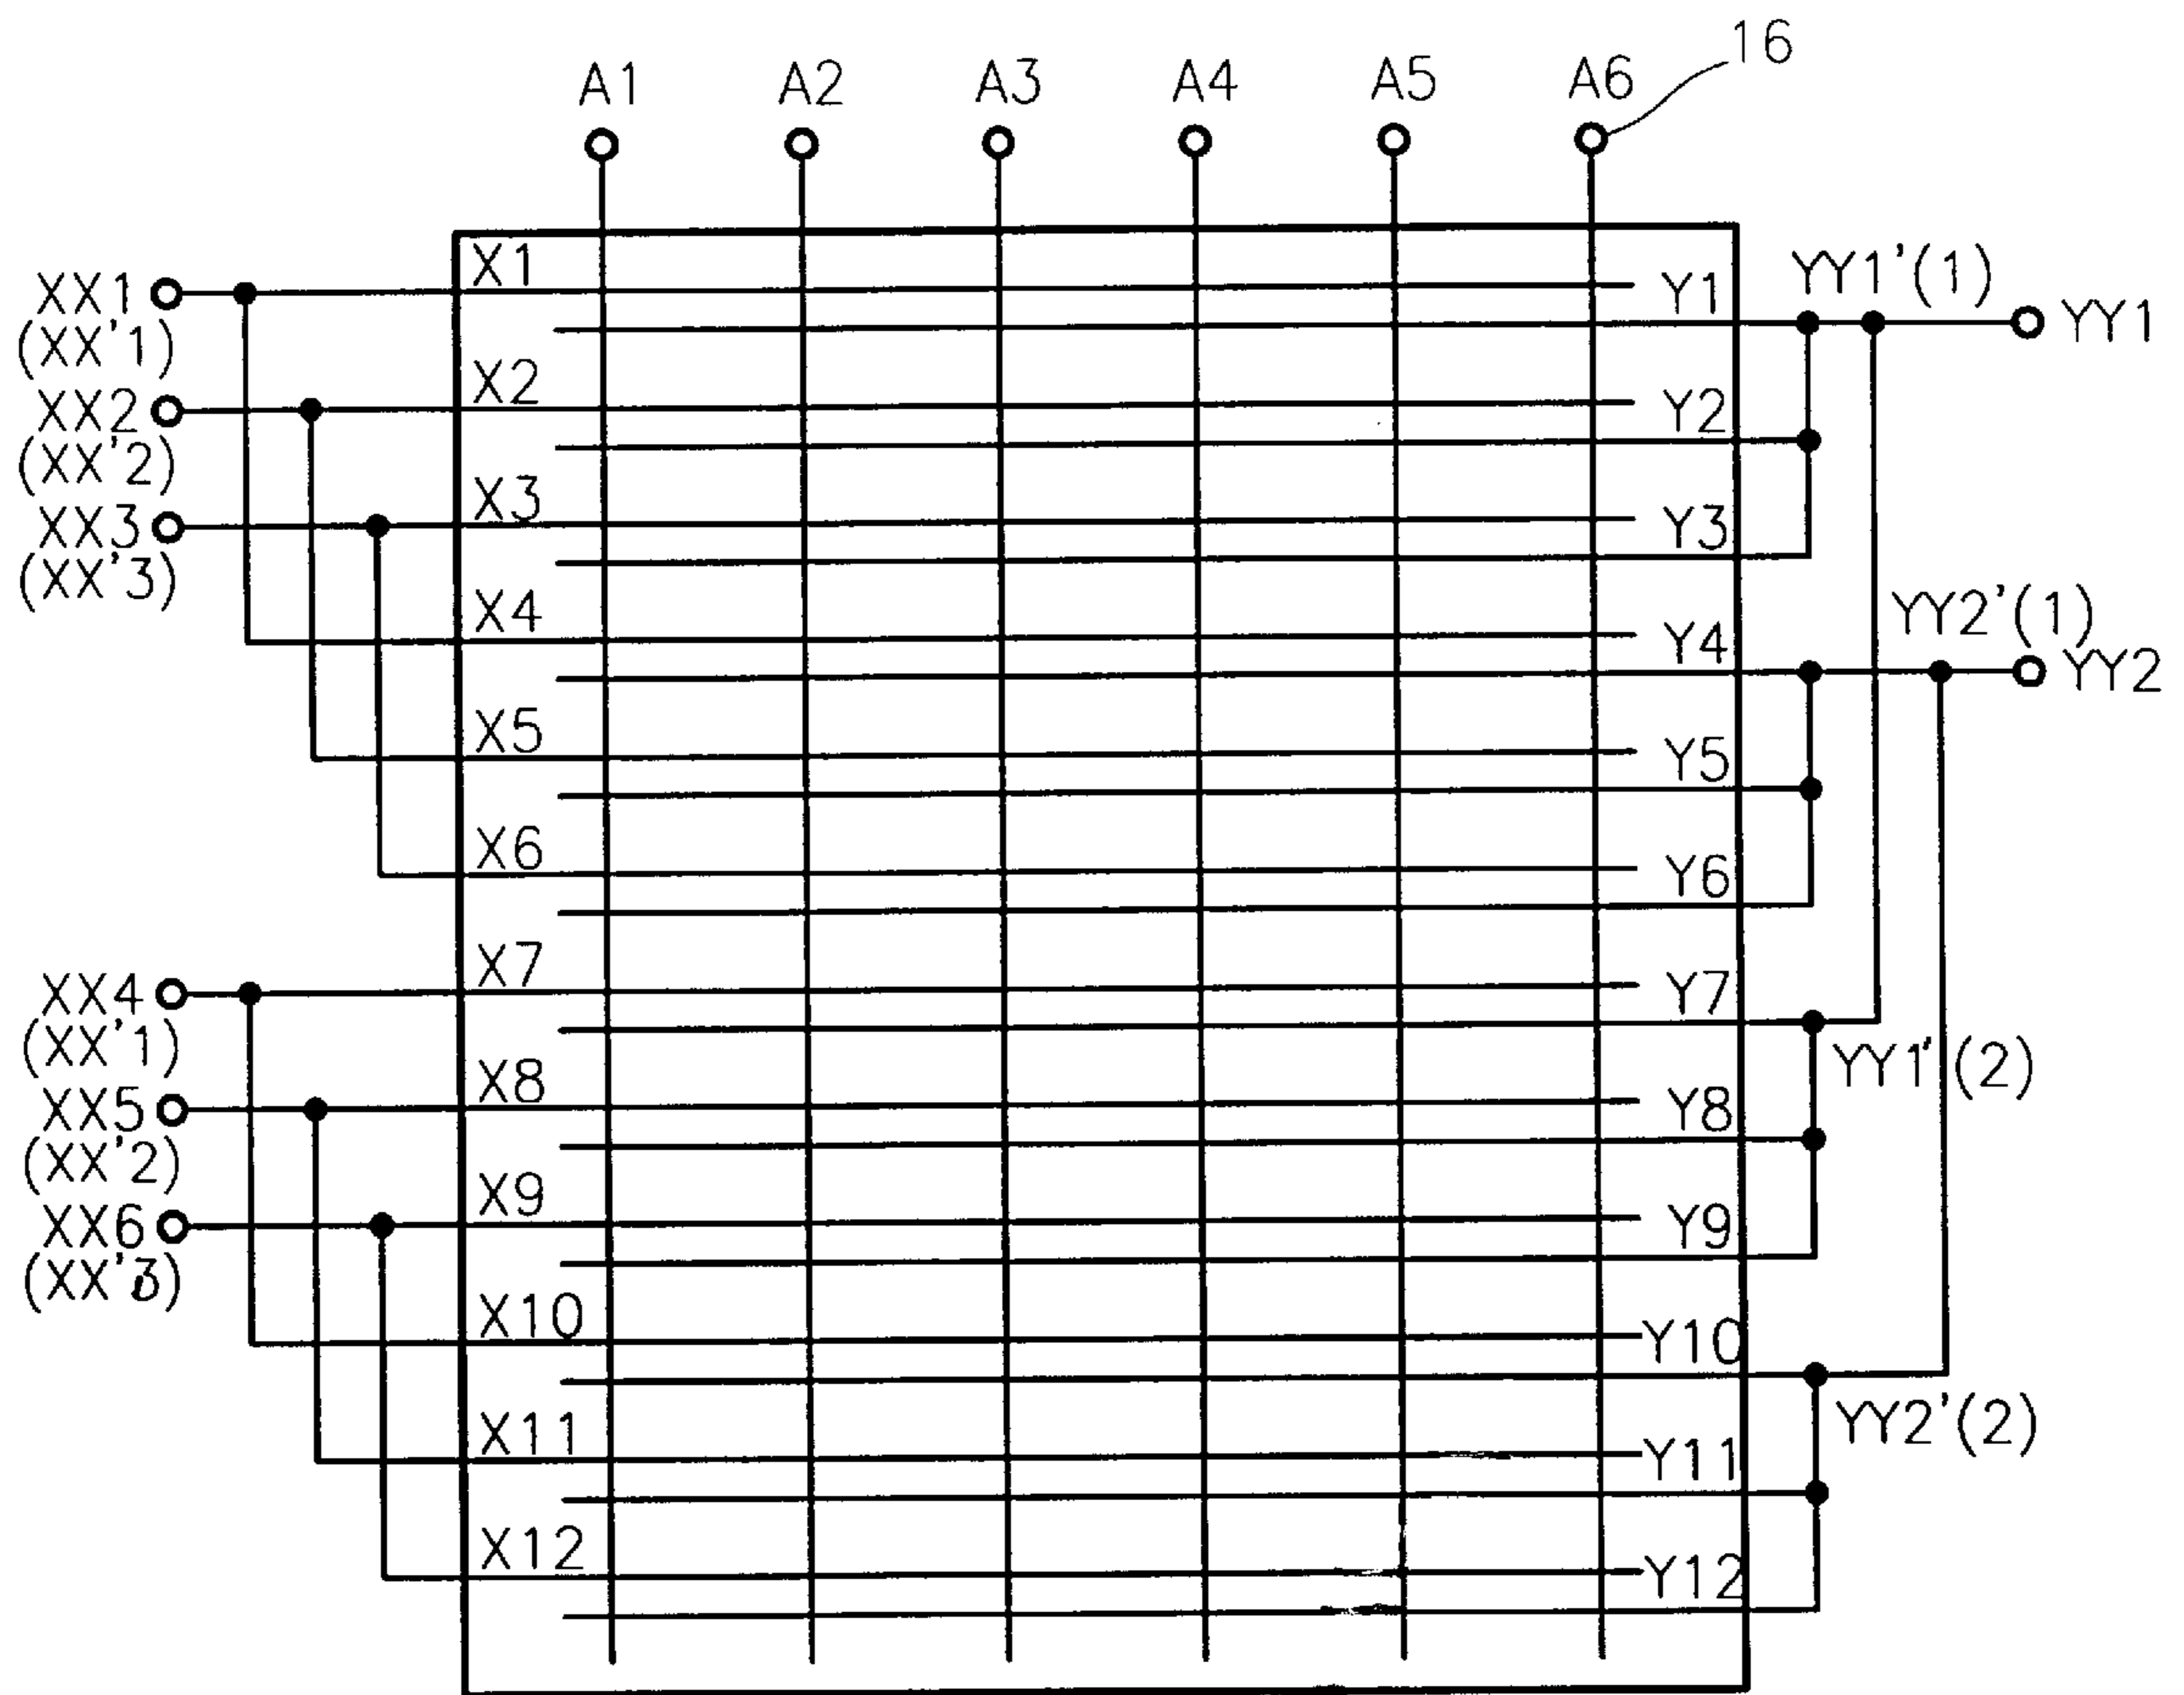 16
A1 A2 A3 A4 A5 A6
X1
XX1
(XX'1)
Y1
YY1'(1)
YY1
X2
XX2
(XX'2)
Y2
X3
XX3
(XX'3)
Y3
X4
Y4
YY2'(1)
YY2
X5
Y5
X6
Y6
X7
XX4
(XX'1)
Y7
YY1'(2)
X8
XX5
(XX'2)
Y8
X9
XX6
(XX'3)
Y9
X10
Y10
YY2'(2)
X11
Y11
X12
Y12